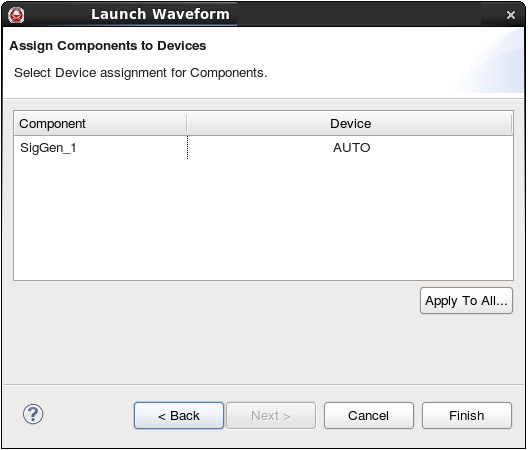 Launch Waveform
Assign Components to Devices
Select Device assignment for Components.
Component Device
SigGen_1 AUTO
Apply To All...
? < Back Next > Cancel Finish